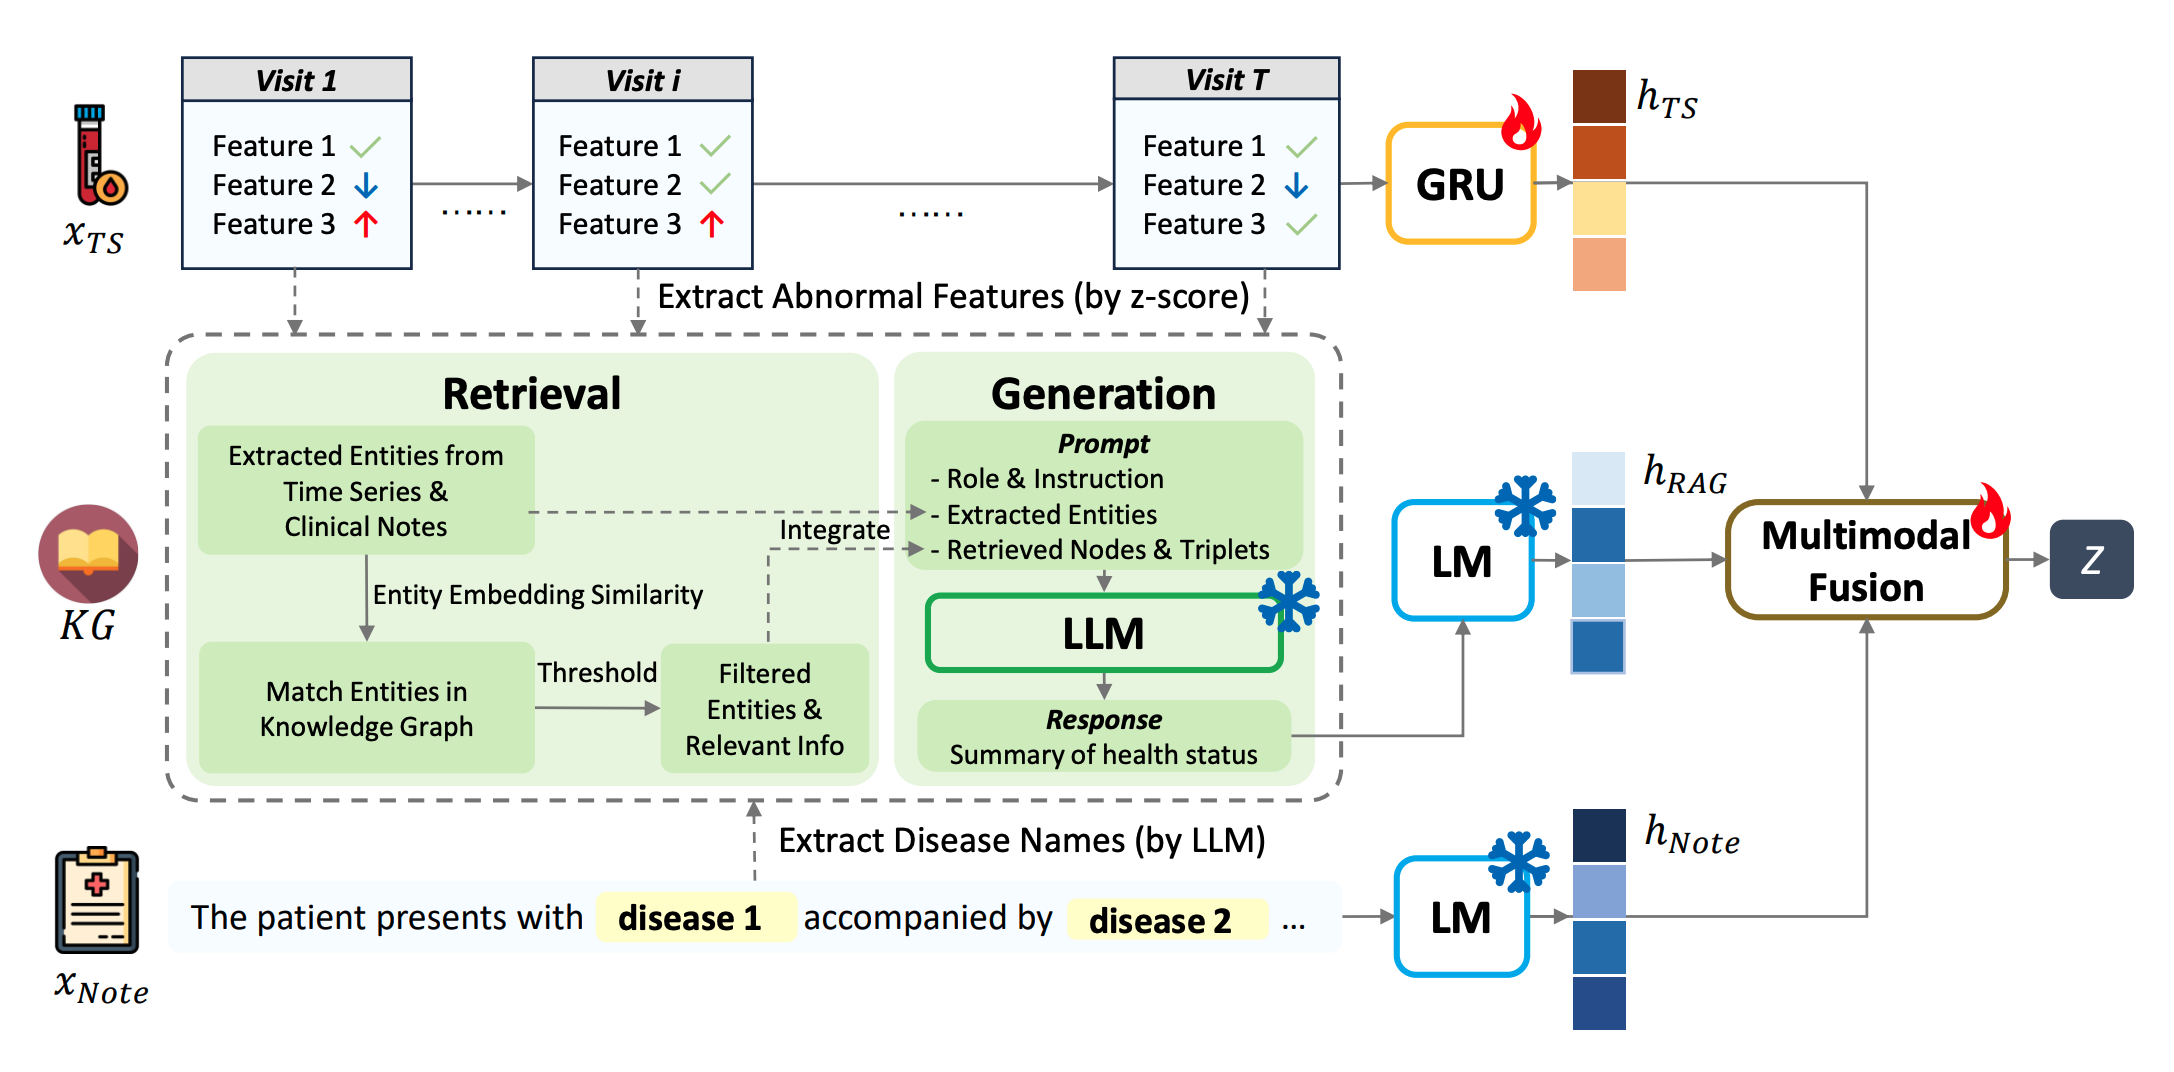 Visit 1
Feature 1
Feature 2
Feature 3
Visit i
Feature 1
Feature 2
Feature 3
Visit T
Feature 1
Feature 2
Feature 3
......
......
x_{TS}
GRU
h_{TS}
Extract Abnormal Features (by z-score)
Retrieval
Extracted Entities from
Time Series &
Clinical Notes
Entity Embedding Similarity
Match Entities in
Knowledge Graph
Threshold
Filtered
Entities &
Relevant Info
Integrate
Generation
Prompt
- Role & Instruction
- Extracted Entities
- Retrieved Nodes & Triplets
LLM
Response
Summary of health status
KG
LM
h_{RAG}
Multimodal
Fusion
z
Extract Disease Names (by LLM)
The patient presents with disease 1 accompanied by disease 2 ...
x_{Note}
LM
h_{Note}